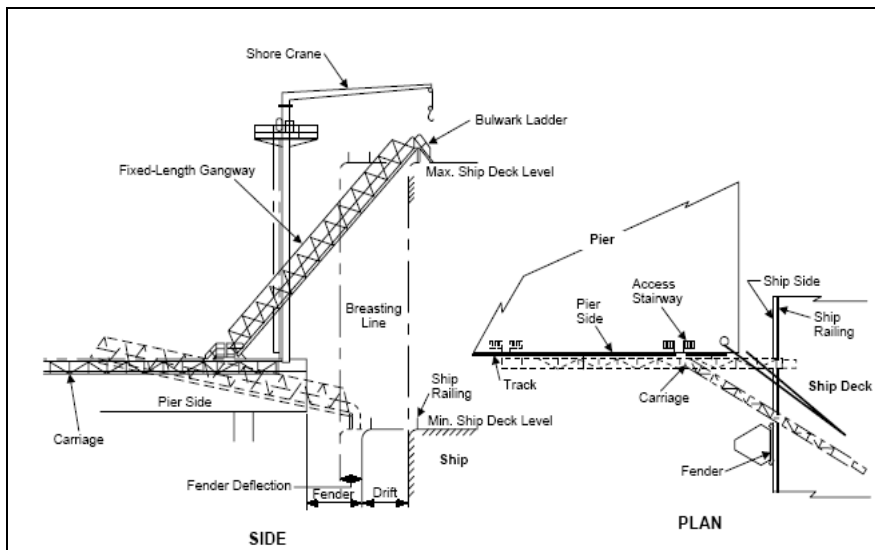 Shore Crane
Bulwark Ladder
Fixed-Length Gangway
Max. Ship Deck Level
Breasting
Line
Ship
Railing
Pier Side
Min. Ship Deck Level
Carriage
Ship
Fender Deflection
Fender
Drift
SIDE
Pier
Ship Side
Access
Stairway
Ship
Railing
Pier
Side
Ship Deck
Track
Carriage
Fender
PLAN